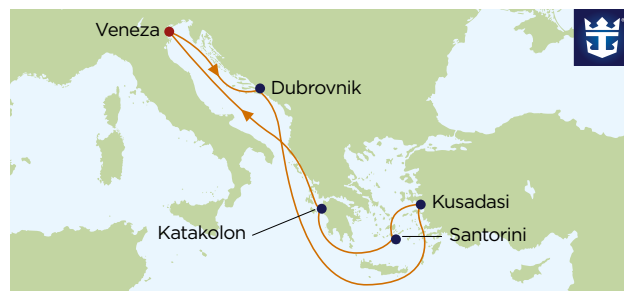 Veneza
Dubrovnik
Kusadasi
Katakolon
Santorini